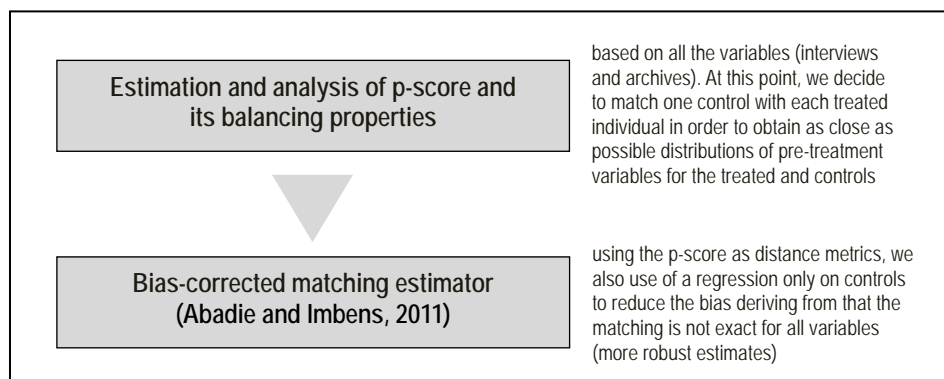 Estimation and analysis of p-score and
its balancing properties
based on all the variables (interviews
and archives). At this point, we decide
to match one control with each treated
individual in order to obtain as close as
possible distributions of pre-treatment
variables for the treated and controls
Bias-corrected matching estimator
(Abadie and Imbens, 2011)
using the p-score as distance metrics, we
also use of a regression only on controls
to reduce the bias deriving from that the
matching is not exact for all variables
(more robust estimates)